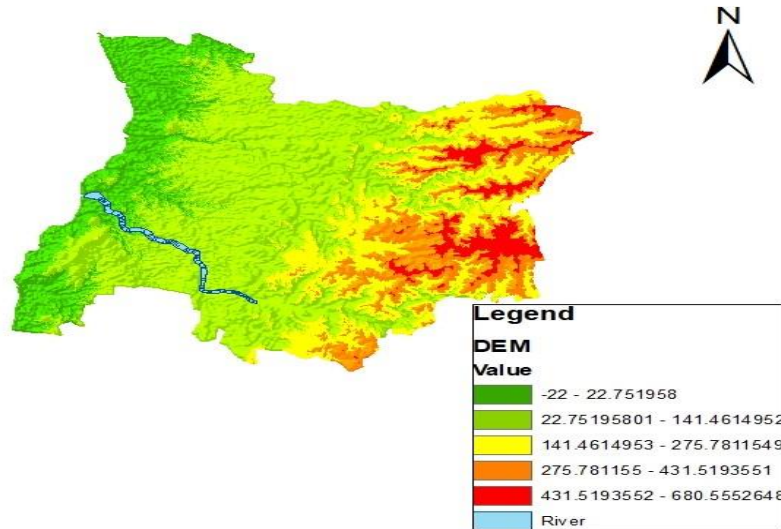 N
Legend
DEM
Value
-22 - 22.751958
22.75195801 - 141.4614952
141.4614953 - 275.7811549
275.781155 - 431.5193551
431.5193552 - 680.5552648
River